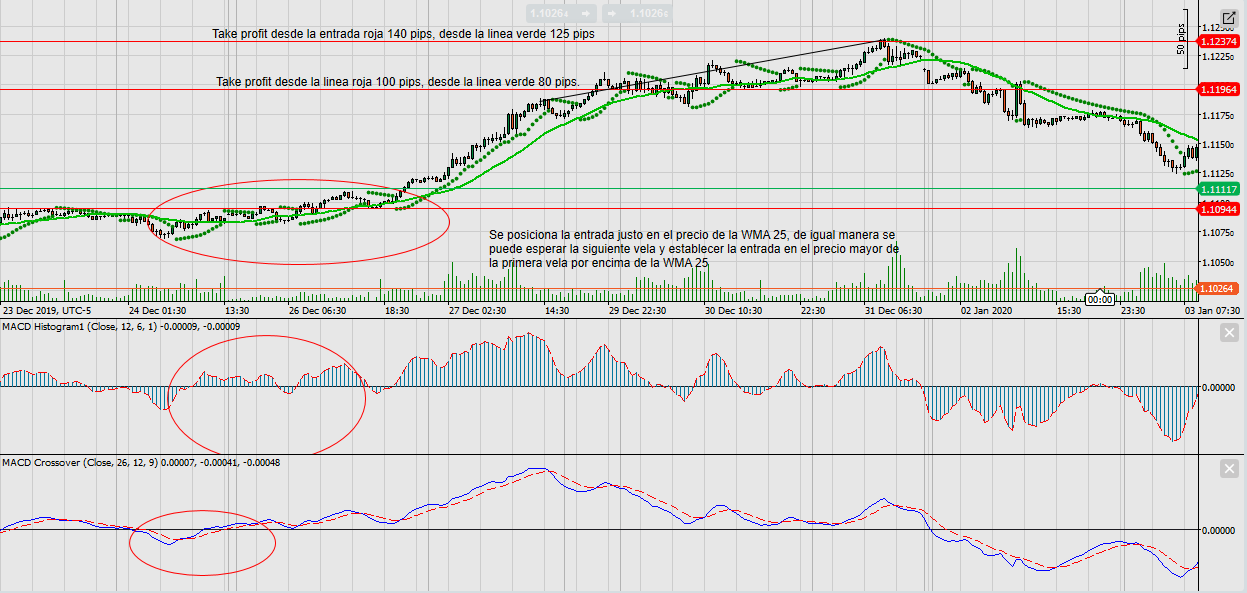 1.1026₄
1.1026₄
Take profit desde la entrada roja 140 pips, desde la linea verde 125 pips
50 pips
1.12374
1.1225₀
Take profit desde la linea roja 100 pips, desde la linea verde 80 pips.
1.11964
1.1175₀
1.1150₀
1.1125₀
1.11117
1.10944
1.1075₀
1.1050₀
Se posiciona la entrada justo en el precio de la WMA 25, de igual manera se
puede esperar la siguiente vela y establecer la entrada en el precio mayor de
la primera vela por encima de la WMA 25
1.10264
00:00
23 Dec 2019, UTC-5 24 Dec 01:30 13:30 26 Dec 06:30 18:30 27 Dec 02:30 14:30 29 Dec 22:30 30 Dec 10:30 22:30 31 Dec 06:30 02 Jan 2020 15:30 23:30 03 Jan 07:30
MACD Histogram1 (Close, 12, 6, 1) -0.00009, -0.00009
0.00000
MACD Crossover (Close, 26, 12, 9) 0.00007, -0.00041, -0.00048
0.00000